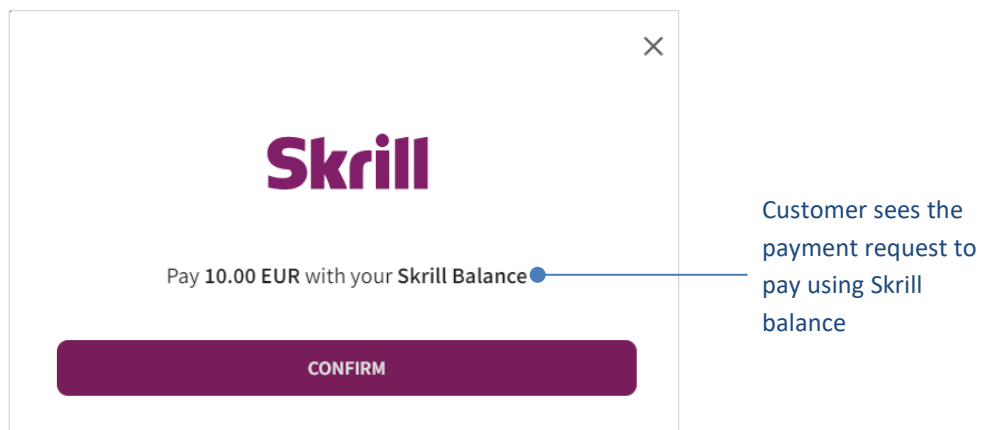 Skrill
Pay 10.00 EUR with your Skrill Balance
CONFIRM
Customer sees the
payment request to
pay using Skrill
balance